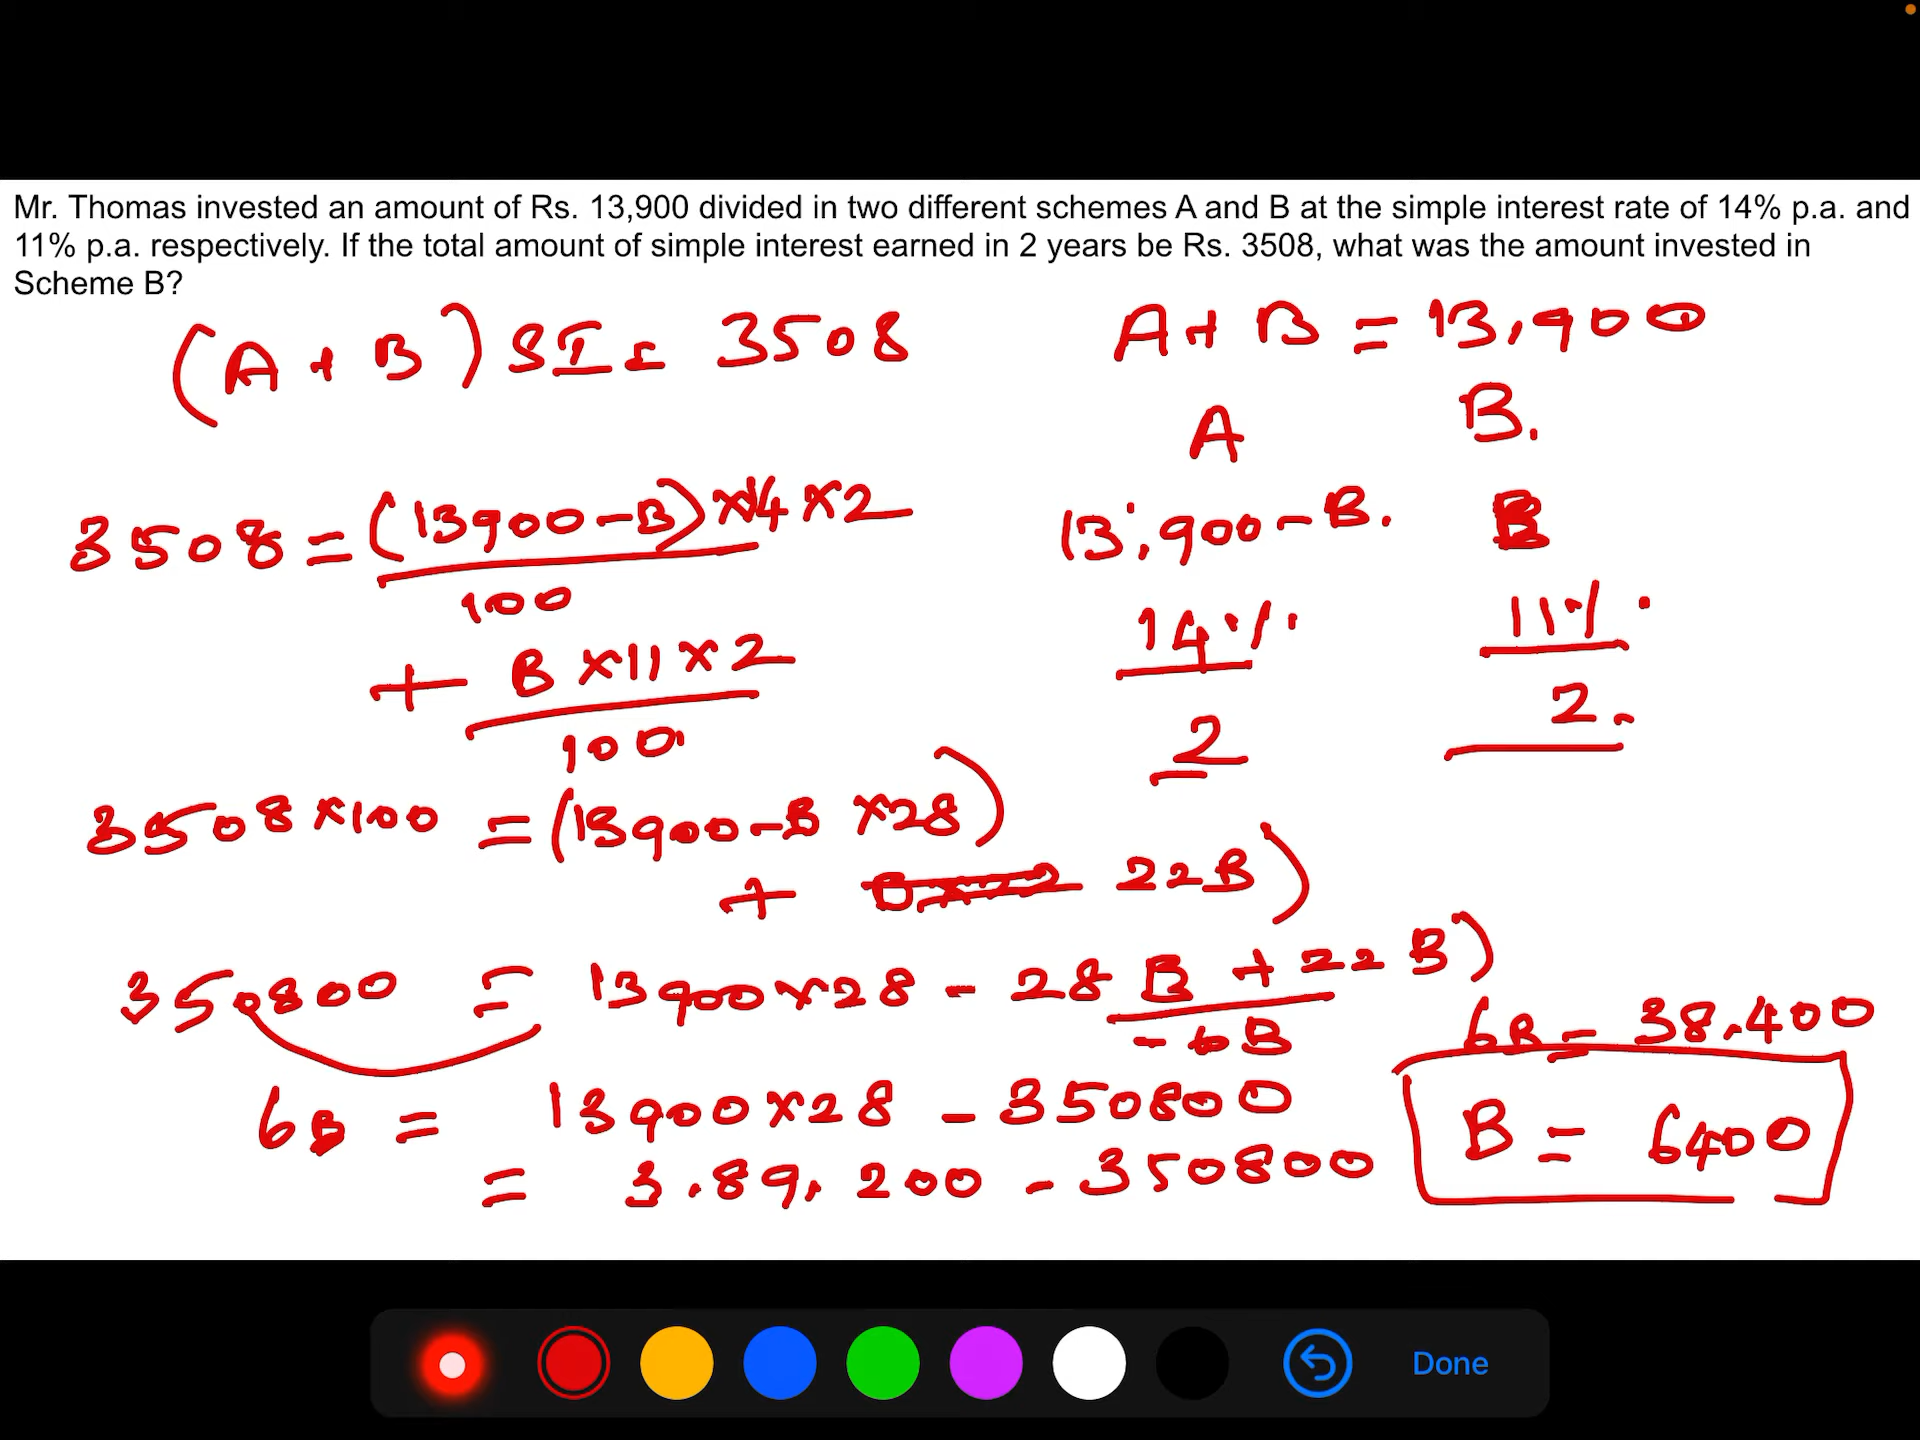 Mr. Thomas invested an amount of Rs. 13,900 divided in two different schemes A and B at the simple interest rate of 14% p.a. and
11% p.a. respectively. If the total amount of simple interest earned in 2 years be Rs. 3508, what was the amount invested in
Scheme B?
(A + B) SI = 3508
A + B = 13,900
A B.
13,900 - B. B
14% 11%
2 2.
3508 = (13900 - B) × 14 × 2
100
+ B × 11 × 2
100
3508 × 100 = (13900 - B × 28)
+ 22B)
350800 = 13900 × 28 - 28 B + 22 B)
- 6B
6B = 13900 × 28 - 350800
= 3.89,200 - 350800
6B = 38,400
B = 6400
Done